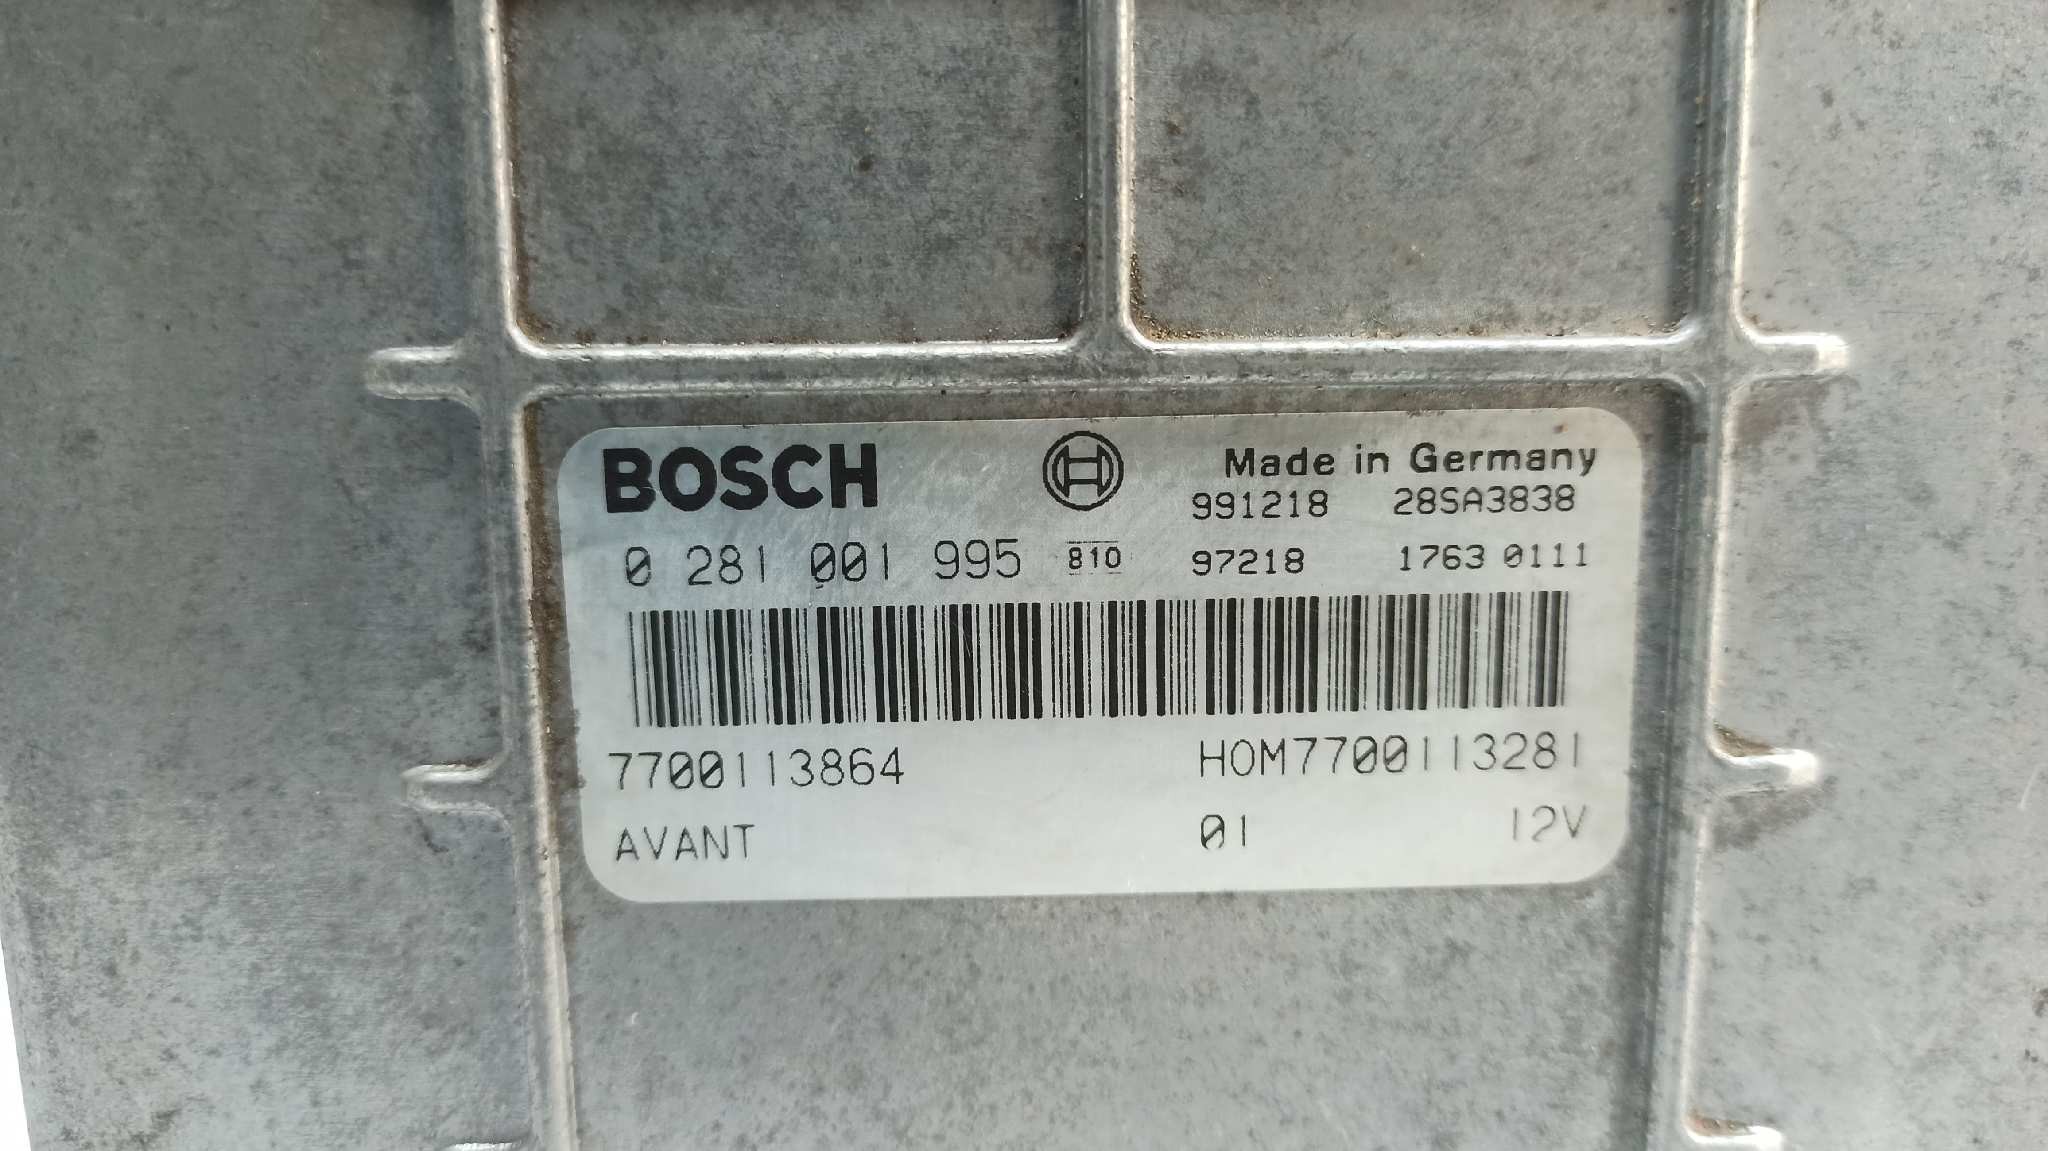 BOSCH Made in Germany
991218 28SA3838
0 281 001 995 810 97218 1763 0111
7700113864 HOM7700113281
AVANT 01 12V